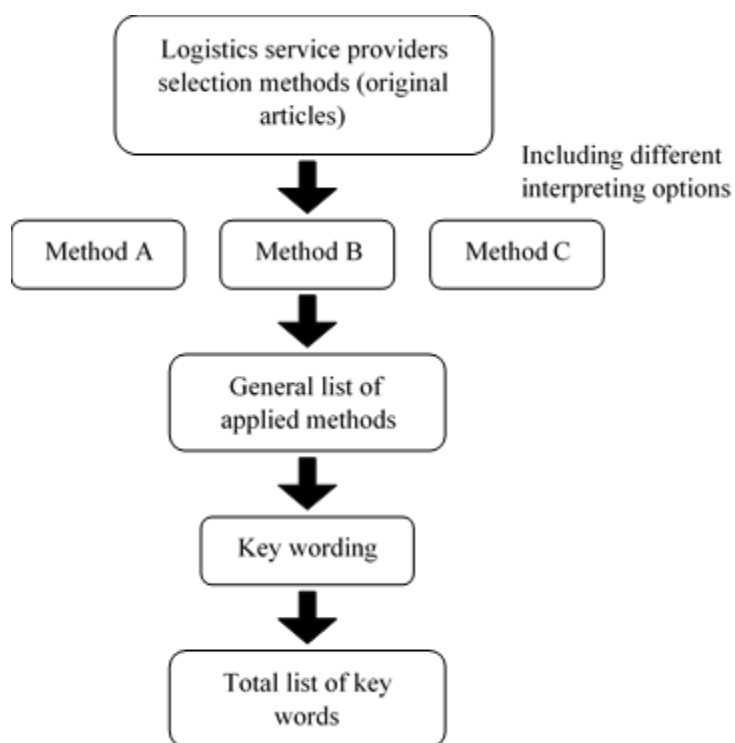 Logistics service providers
selection methods (original
articles)
Including different
interpreting options
Method A
Method B
Method C
General list of
applied methods
Key wording
Total list of key
words